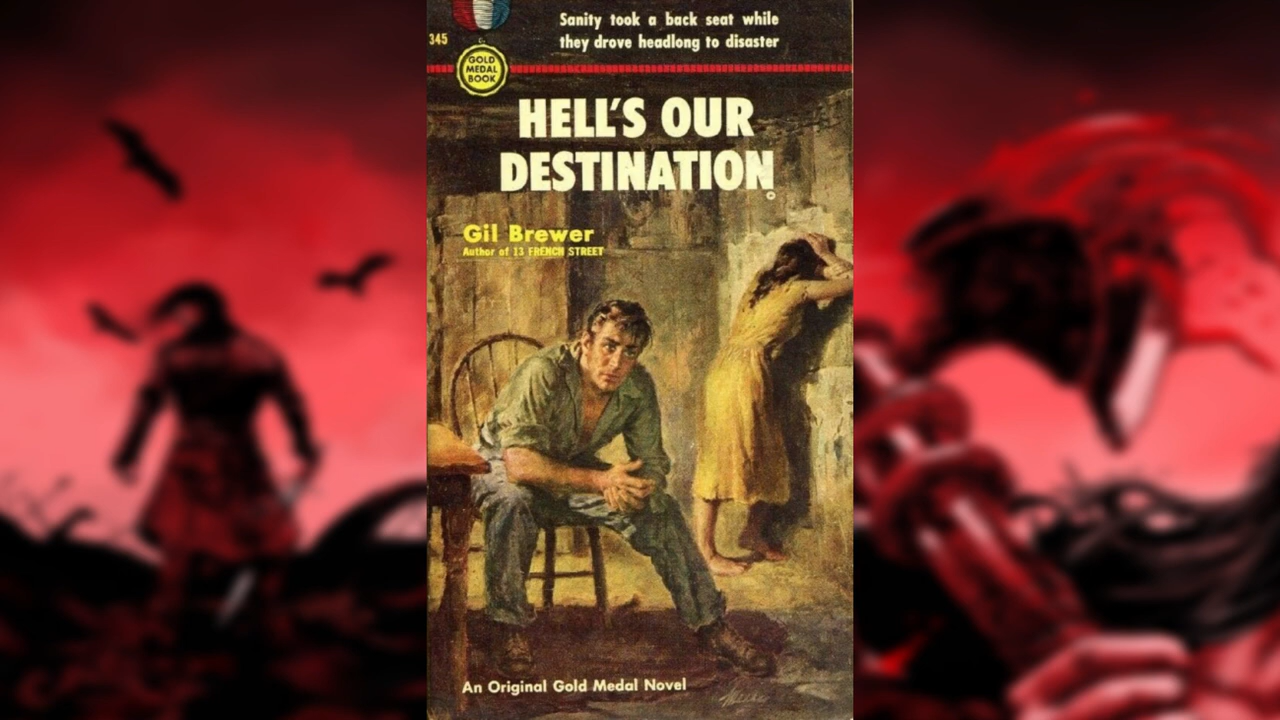 Sanity took a back seat while
they drove headlong to disaster
345
GOLD
MEDAL
BOOK
HELL'S OUR
DESTINATION
Gil Brewer
Author of 13 FRENCH STREET
An Original Gold Medal Novel